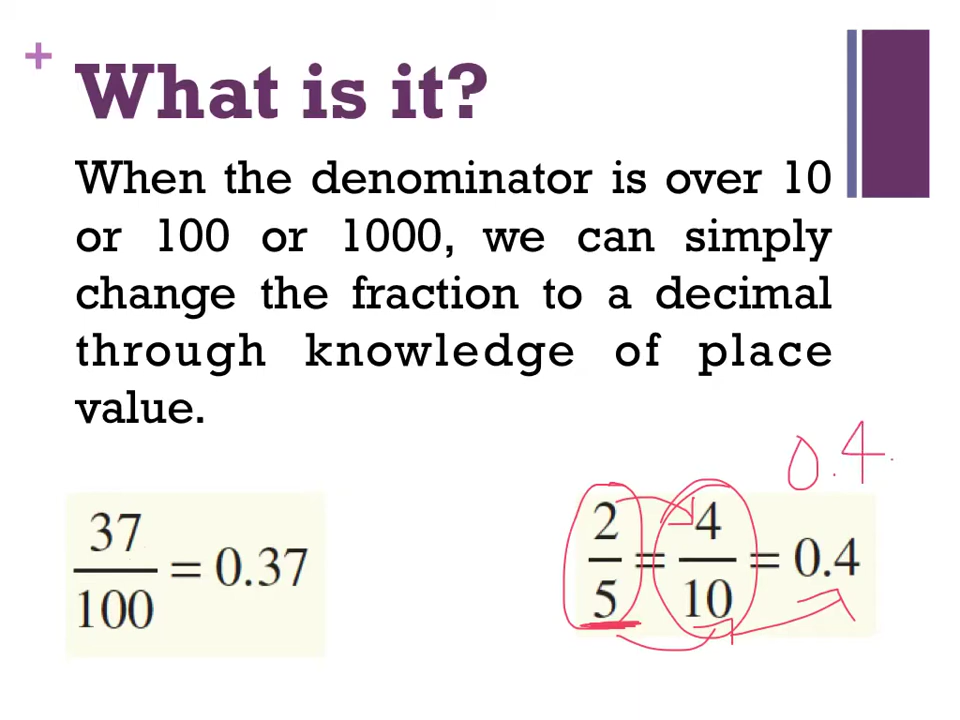 +
What is it?
When the denominator is over 10
or 100 or 1000, we can simply
change the fraction to a decimal
through knowledge of place
value.
0.4
37/100 = 0.37
2/5 = 4/10 = 0.4